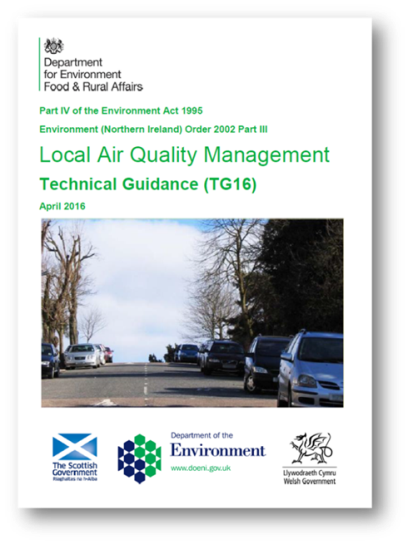 Department
for Environment
Food & Rural Affairs
Part IV of the Environment Act 1995
Environment (Northern Ireland) Order 2002 Part III
Local Air Quality Management
Technical Guidance (TG16)
April 2016
The Scottish
Government
Riaghaltas na h-Alba
Department of the
Environment
www.doeni.gov.uk
Llywodraeth Cymru
Welsh Government